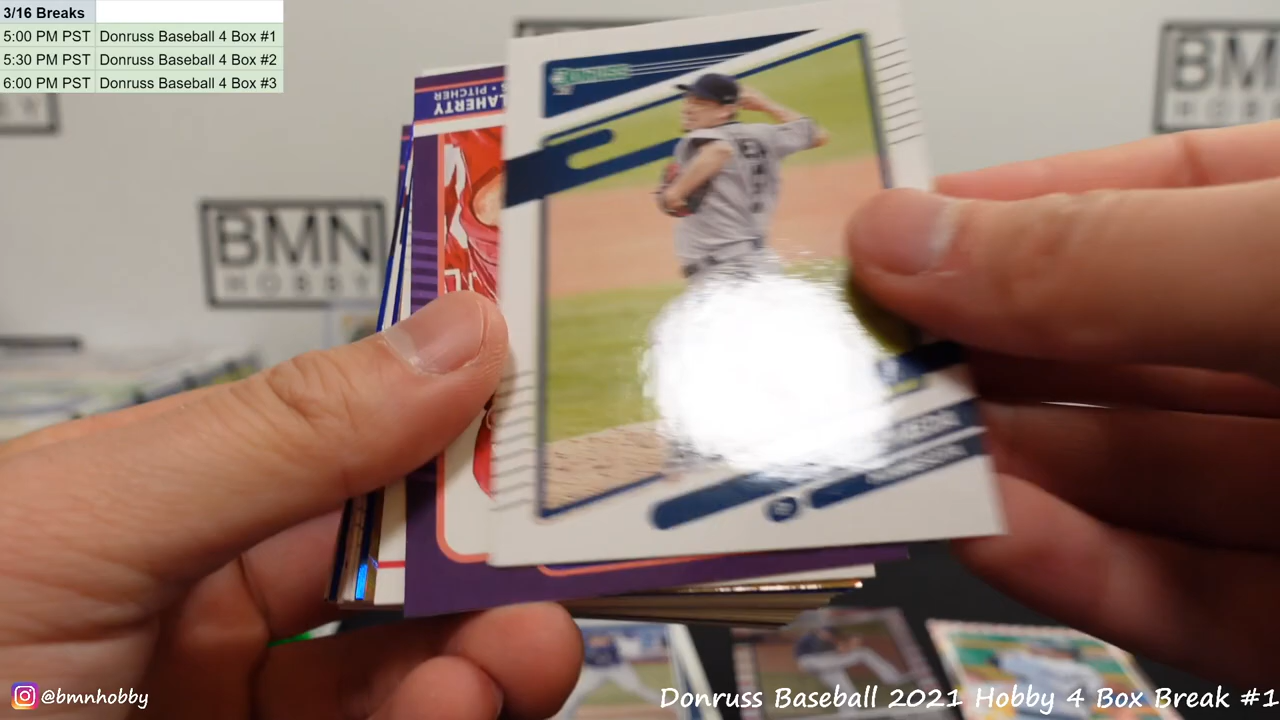 3/16 Breaks
5:00 PM PST Donruss Baseball 4 Box #1
5:30 PM PST Donruss Baseball 4 Box #2
6:00 PM PST Donruss Baseball 4 Box #3
BMN
HOBBY
BMN
DONRUSS
LAHERTY
PITCHER
@bmnhobby
Donruss Baseball 2021 Hobby 4 Box Break #1